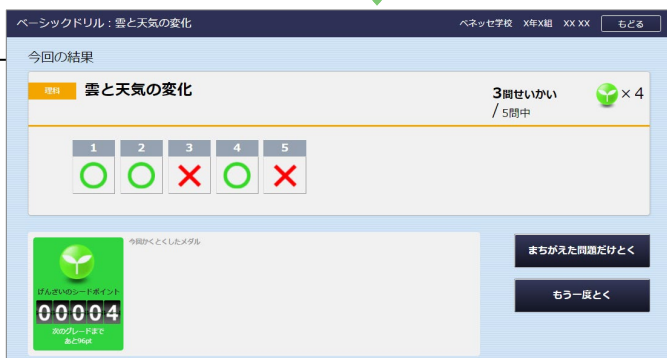 ベーシックドリル：雲と天気の変化
ベネッセ学校 X年X組 XX XX
もどる
今回の結果
理科 雲と天気の変化
3問せいかい
/ 5問中
×4
1 2 3 4 5
今回かくとくしたメダル
げんざいのシードポイント
00004
次のグレードまで
あと96pt
まちがえた問題だけとく
もう一度とく